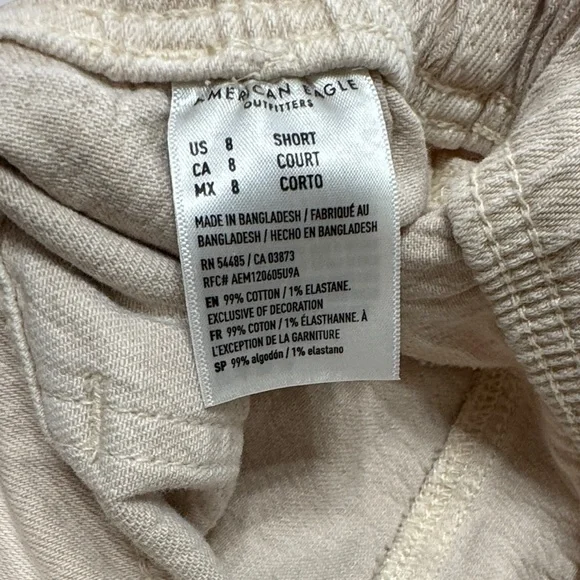 AMERICAN EAGLE
OUTFITTERS
US 8 SHORT
CA 8 COURT
MX 8 CORTO
MADE IN BANGLADESH / FABRIQUÉ AU
BANGLADESH / HECHO EN BANGLADESH
RN 54485 / CA 03873
RFC# AEM120605U9A
EN 99% COTTON / 1% ELASTANE.
EXCLUSIVE OF DECORATION
FR 99% COTON / 1% ÉLASTHANNE. À
L'EXCEPTION DE LA GARNITURE
SP 99% algodón / 1% elastano